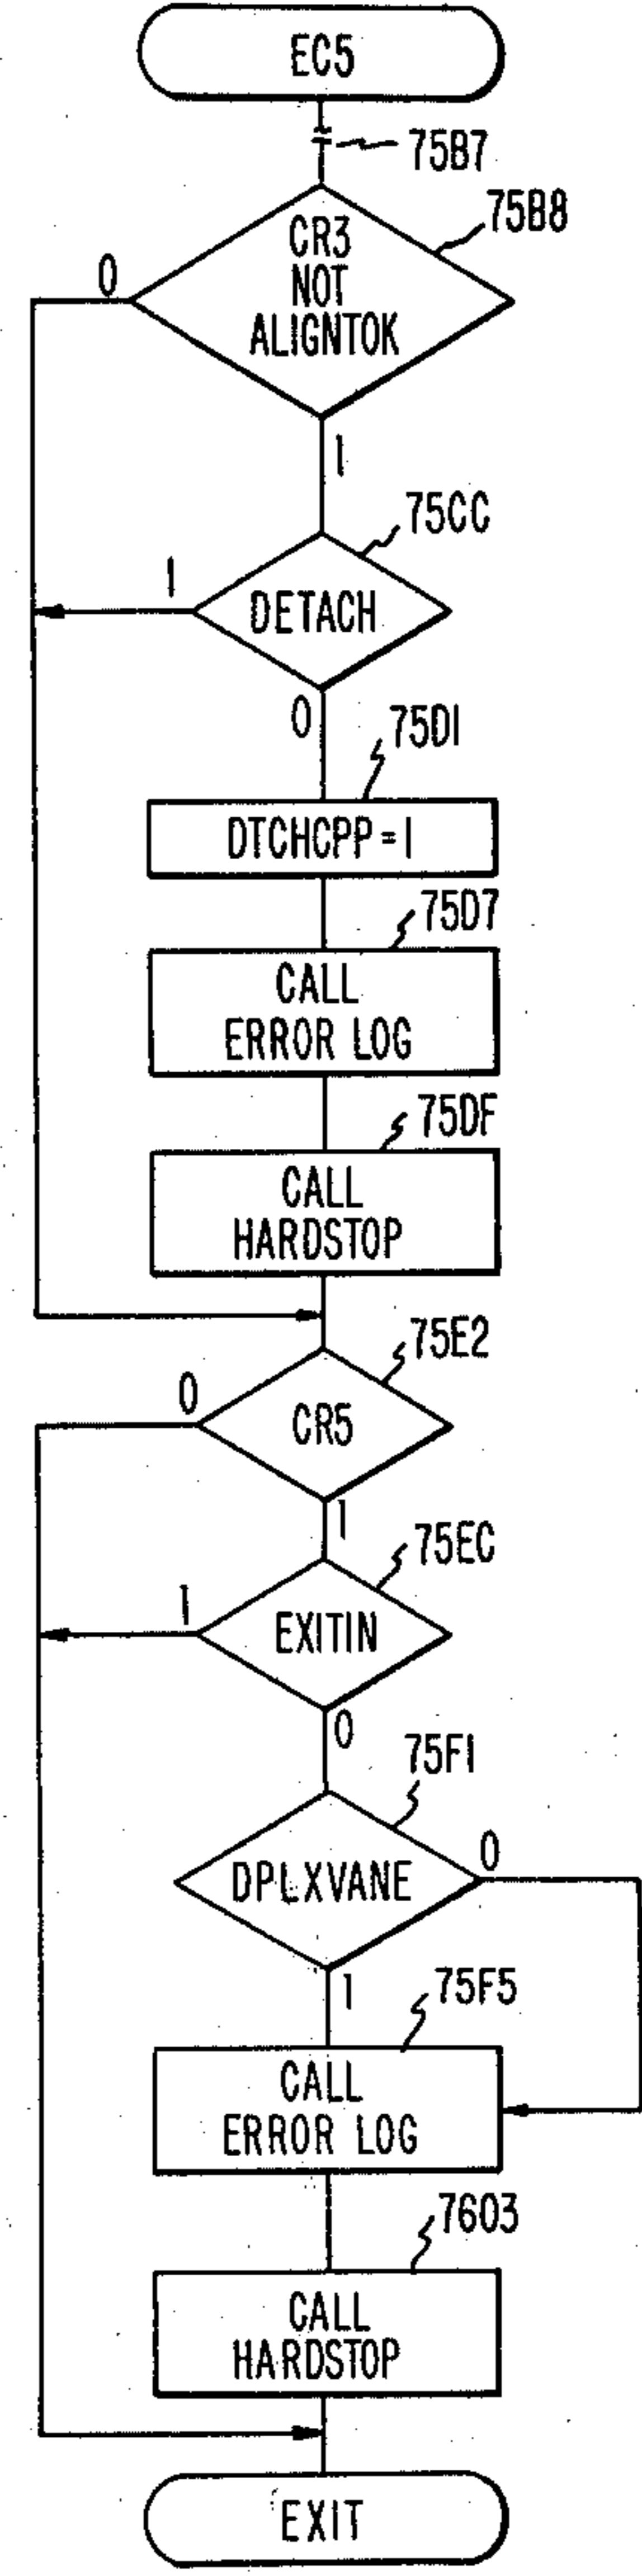 EC5
75B7
75B8
CR3
NOT
ALIGNTOK
0
1
75CC
1
DETACH
0
75D1
DTCHCPP = 1
75D7
CALL
ERROR LOG
75DF
CALL
HARDSTOP
75E2
0
CR5
1
75EC
1
EXITIN
0
75F1
0
DPLXVANE
1
75F5
CALL
ERROR LOG
7603
CALL
HARDSTOP
EXIT